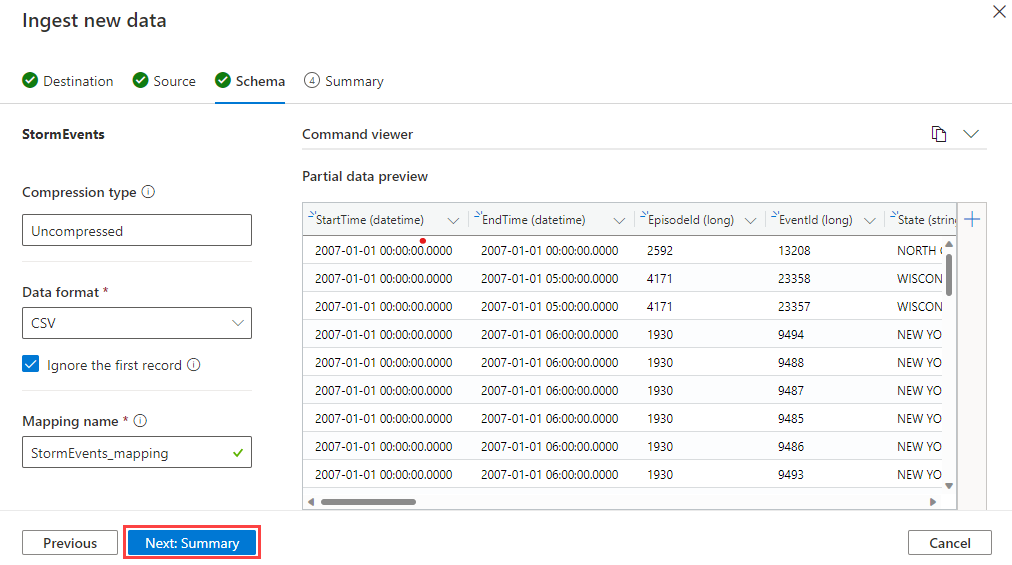 Ingest new data
Destination Source Schema 4 Summary
StormEvents
Compression type
Uncompressed
Data format *
CSV
Ignore the first record
Mapping name *
StormEvents_mapping
Command viewer
Partial data preview
StartTime (datetime) EndTime (datetime) EpisodeId (long) EventId (long) State (strin
2007-01-01 00:00:00.0000 2007-01-01 00:00:00.0000 2592 13208 NORTH
2007-01-01 00:00:00.0000 2007-01-01 05:00:00.0000 4171 23358 WISCON
2007-01-01 00:00:00.0000 2007-01-01 05:00:00.0000 4171 23357 WISCON
2007-01-01 00:00:00.0000 2007-01-01 06:00:00.0000 1930 9494 NEW YO
2007-01-01 00:00:00.0000 2007-01-01 06:00:00.0000 1930 9488 NEW YO
2007-01-01 00:00:00.0000 2007-01-01 06:00:00.0000 1930 9487 NEW YO
2007-01-01 00:00:00.0000 2007-01-01 06:00:00.0000 1930 9485 NEW YO
2007-01-01 00:00:00.0000 2007-01-01 06:00:00.0000 1930 9486 NEW YO
2007-01-01 00:00:00.0000 2007-01-01 06:00:00.0000 1930 9493 NEW YO
Previous Next: Summary Cancel